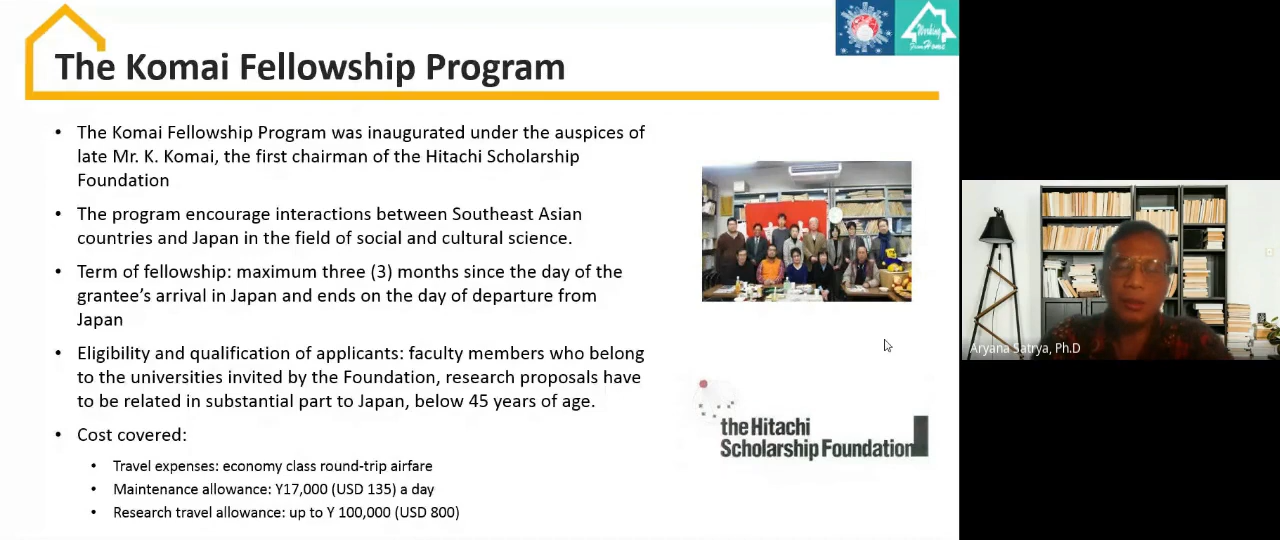 The Komai Fellowship Program
Working
From Home
• The Komai Fellowship Program was inaugurated under the auspices of
late Mr. K. Komai, the first chairman of the Hitachi Scholarship
Foundation
• The program encourage interactions between Southeast Asian
countries and Japan in the field of social and cultural science.
• Term of fellowship: maximum three (3) months since the day of the
grantee’s arrival in Japan and ends on the day of departure from
Japan
• Eligibility and qualification of applicants: faculty members who belong
to the universities invited by the Foundation, research proposals have
to be related in substantial part to Japan, below 45 years of age.
• Cost covered:
• Travel expenses: economy class round-trip airfare
• Maintenance allowance: Y17,000 (USD 135) a day
• Research travel allowance: up to Y 100,000 (USD 800)
the Hitachi
Scholarship Foundation
Aryana Satrya, Ph.D